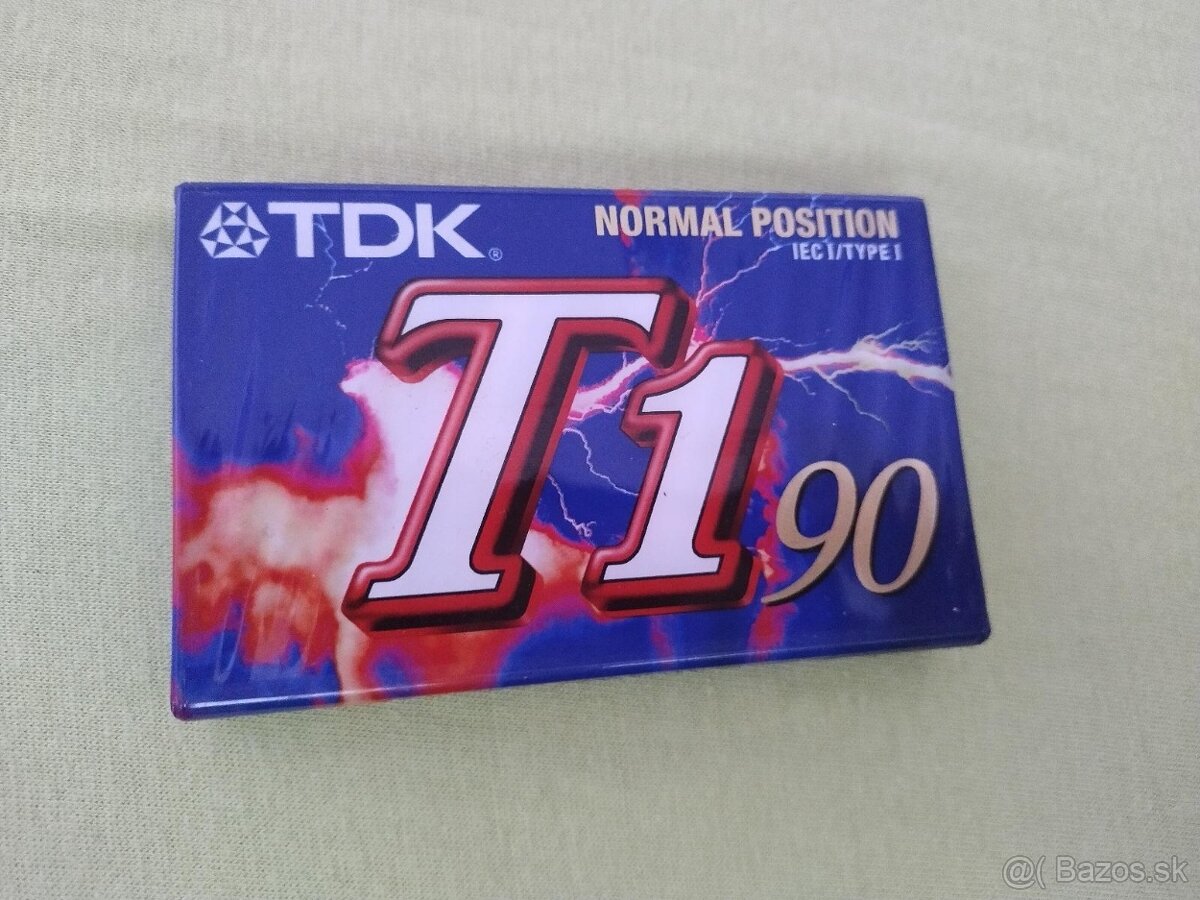 TDK®
NORMAL POSITION
IEC I/TYPE I
T1
90
@( Bazos.sk